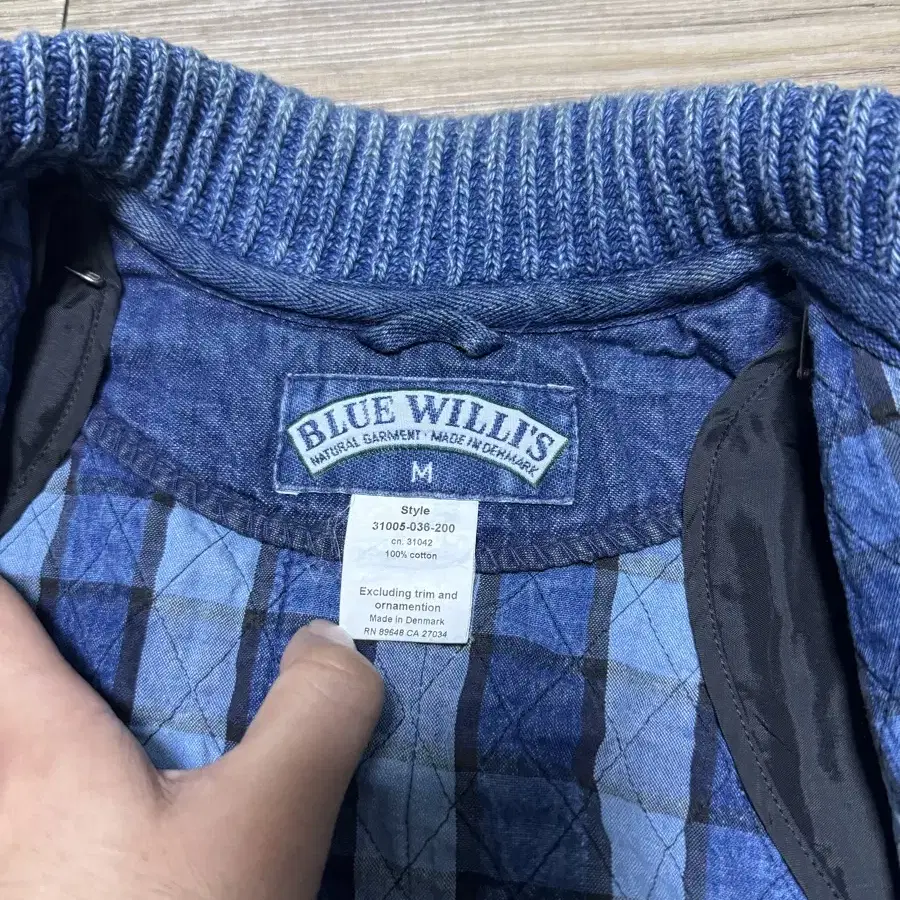 BLUE WILLI'S
NATURAL GARMENT · MADE IN DENMARK
M
Style
31005-036-200
cn. 31042
100% cotton
Excluding trim and
ornamention
Made in Denmark
RN 89648 CA 27034